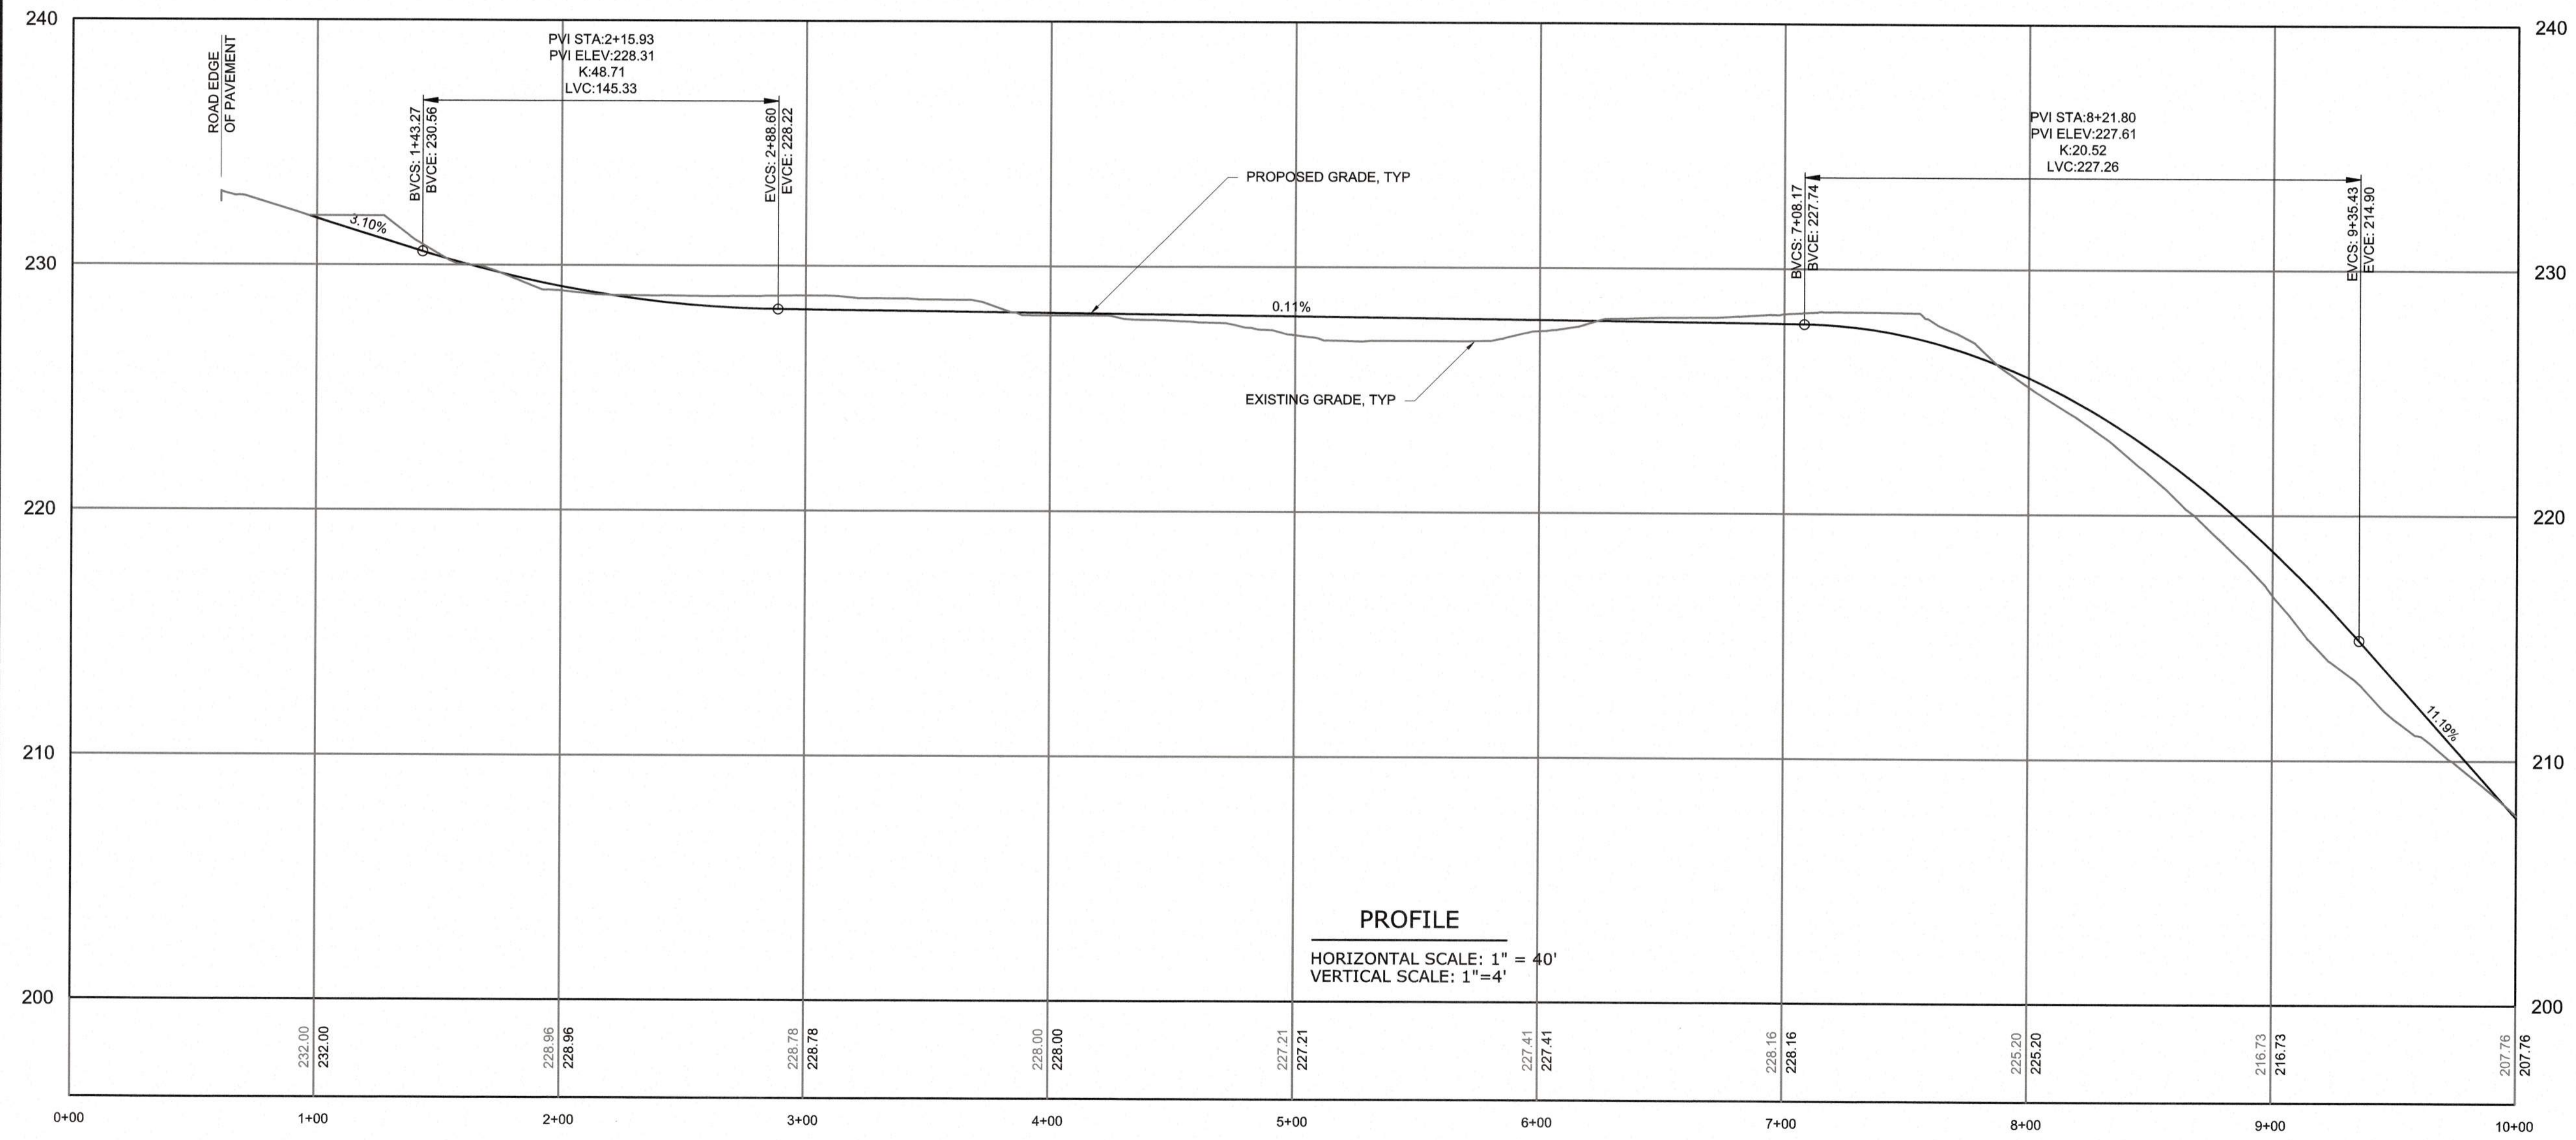 240
240
ROAD EDGE
OF PAVEMENT
PVI STA:2+15.93
PVI ELEV:228.31
K:48.71
LVC:145.33
BVCS: 1+43.27
BVCE: 230.56
EVCS: 2+88.60
EVCE: 228.22
PVI STA:8+21.80
PVI ELEV:227.61
K:20.52
LVC:227.26
BVCS: 7+08.17
BVCE: 227.74
EVCS: 9+35.43
EVCE: 214.90
PROPOSED GRADE, TYP
3.10%
230
230
0.11%
EXISTING GRADE, TYP
220
220
11.19%
210
210
PROFILE
HORIZONTAL SCALE: 1" = 40'
VERTICAL SCALE: 1"=4'
200
200
232.00
232.00
228.96
228.96
228.78
228.78
228.00
228.00
227.21
227.21
227.41
227.41
228.16
228.16
225.20
225.20
216.73
216.73
207.76
207.76
0+00
1+00
2+00
3+00
4+00
5+00
6+00
7+00
8+00
9+00
10+00